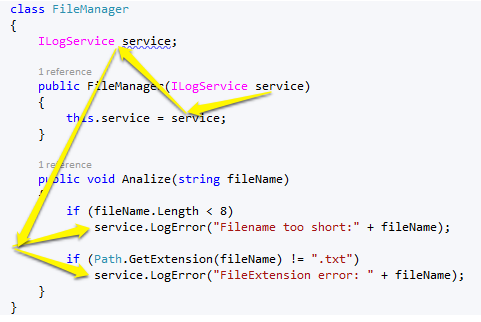 class FileManager
{
ILogService service;
1 reference
public FileManager(ILogService service)
{
this.service = service;
}
1 reference
public void Analize(string fileName)
{
if (fileName.Length < 8)
service.LogError("Filename too short:" + fileName);
if (Path.GetExtension(fileName) != ".txt")
service.LogError("FileExtension error: " + fileName);
}
}